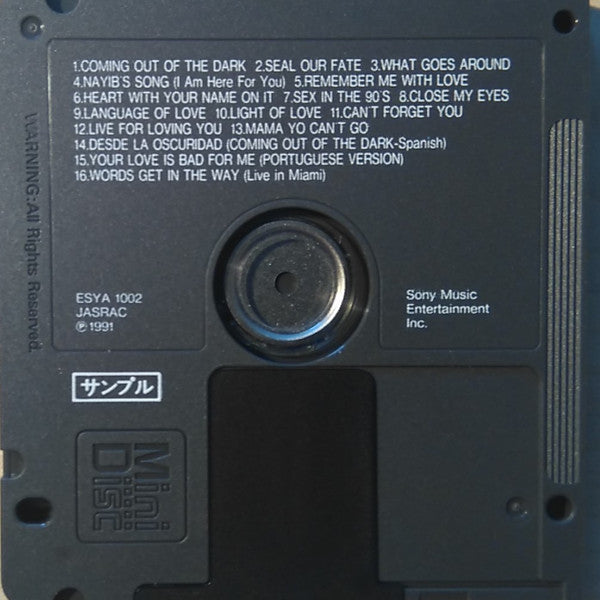 1.COMING OUT OF THE DARK 2.SEAL OUR FATE 3.WHAT GOES AROUND
4.NAYIB'S SONG (I Am Here For You) 5.REMEMBER ME WITH LOVE
6.HEART WITH YOUR NAME ON IT 7.SEX IN THE 90'S 8.CLOSE MY EYES
9.LANGUAGE OF LOVE 10.LIGHT OF LOVE 11.CAN'T FORGET YOU
12.LIVE FOR LOVING YOU 13.MAMA YO CAN'T GO
14.DESDE LA OSCURIDAD (COMING OUT OF THE DARK-Spanish)
15.YOUR LOVE IS BAD FOR ME (PORTUGUESE VERSION)
16.WORDS GET IN THE WAY (Live in Miami)
WARNING:All Rights Reserved.
ESYA 1002
JASRAC
℗1991
Sony Music
Entertainment
Inc.
サンプル
Mini
Disc